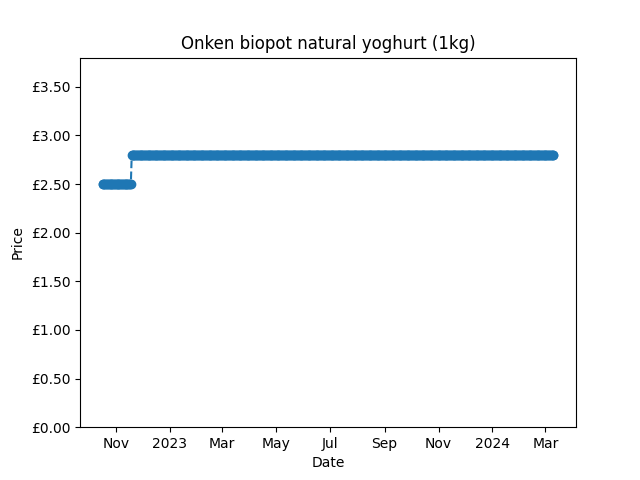 Onken biopot natural yoghurt (1kg)
£3.50
£3.00
£2.50
£2.00
£1.50
£1.00
£0.50
£0.00
Price
Nov 2023 Mar May Jul Sep Nov 2024 Mar
Date